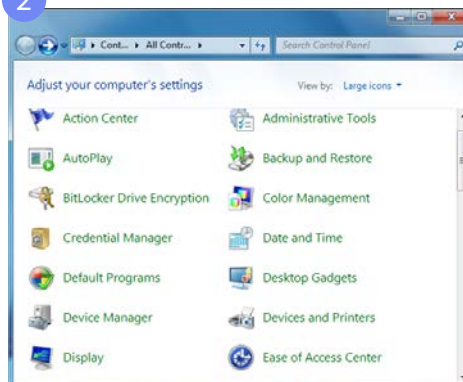 2
Cont... All Contr...
Search Control Panel
Adjust your computer's settings
View by: Large icons
Action Center
Administrative Tools
AutoPlay
Backup and Restore
BitLocker Drive Encryption
Color Management
Credential Manager
Date and Time
Default Programs
Desktop Gadgets
Device Manager
Devices and Printers
Display
Ease of Access Center